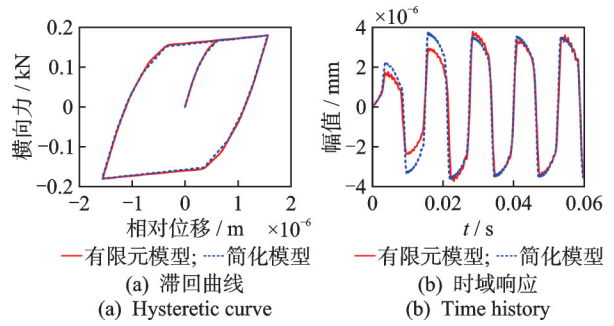 横向力 / kN
0.2
0.1
0
−0.1
−0.2
−2
−1
0
1
2
相对位移 / m
×10⁻⁶
4
×10⁻⁶
2
0
−2
−4
幅值 / mm
0
0.02
0.04
0.06
t / s
有限元模型; 简化模型
有限元模型; 简化模型
(a) 滞回曲线
(b) 时域响应
(a) Hysteretic curve
(b) Time history